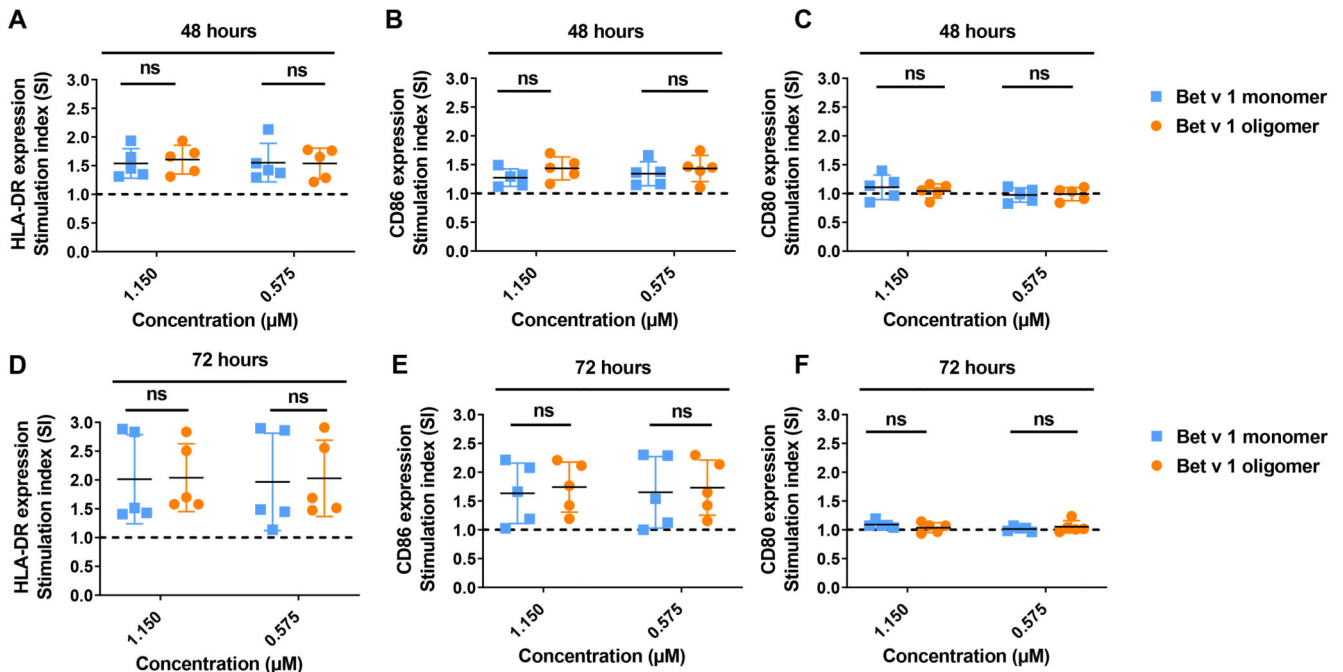 A
48 hours
HLA-DR expression
Stimulation index (SI)
3.0
2.5
2.0
1.5
1.0
0.5
0.0
ns
ns
1.150
0.575
Concentration (µM)
B
48 hours
CD86 expression
Stimulation index (SI)
3.0
2.5
2.0
1.5
1.0
0.5
0.0
ns
ns
1.150
0.575
Concentration (µM)
C
48 hours
CD80 expression
Stimulation index (SI)
3.0
2.5
2.0
1.5
1.0
0.5
0.0
ns
ns
1.150
0.575
Concentration (µM)
Bet v 1 monomer
Bet v 1 oligomer
D
72 hours
HLA-DR expression
Stimulation index (SI)
3.0
2.5
2.0
1.5
1.0
0.5
0.0
ns
ns
1.150
0.575
Concentration (µM)
E
72 hours
CD86 expression
Stimulation index (SI)
3.0
2.5
2.0
1.5
1.0
0.5
0.0
ns
ns
1.150
0.575
Concentration (µM)
F
72 hours
CD80 expression
Stimulation index (SI)
3.0
2.5
2.0
1.5
1.0
0.5
0.0
ns
ns
1.150
0.575
Concentration (µM)
Bet v 1 monomer
Bet v 1 oligomer